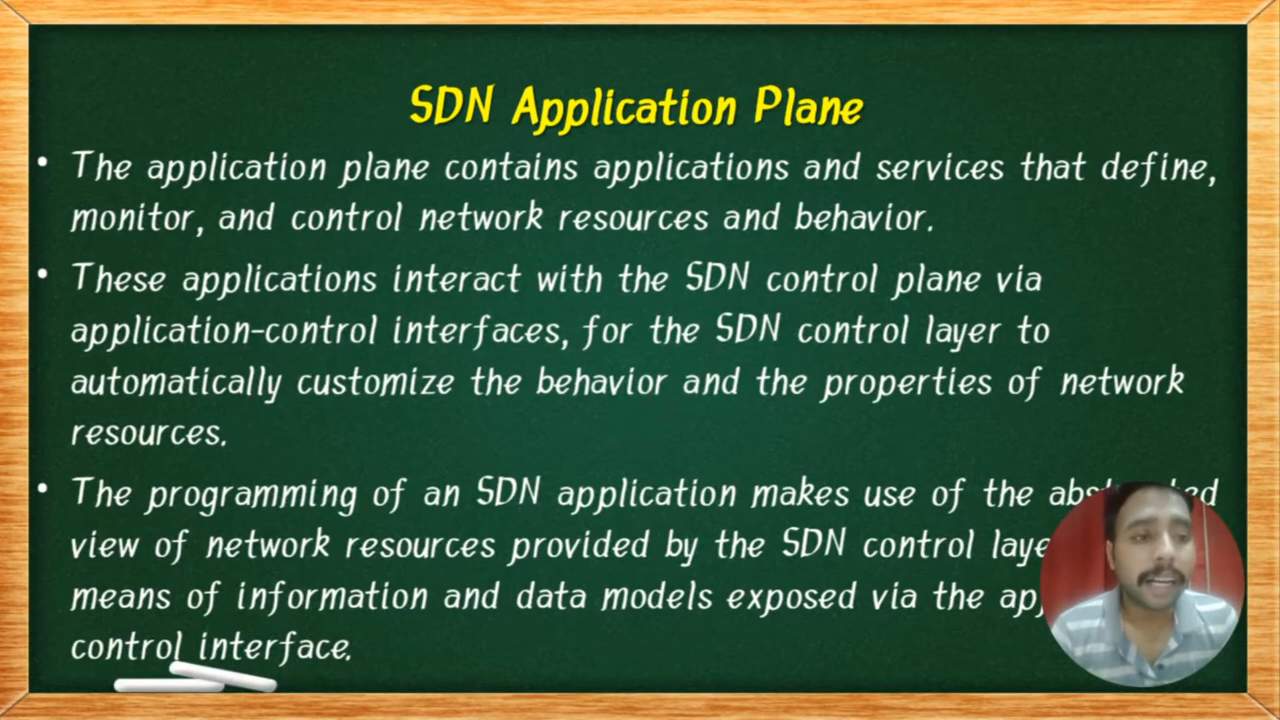 SDN Application Plane
• The application plane contains applications and services that define,
monitor, and control network resources and behavior.
• These applications interact with the SDN control plane via
application-control interfaces, for the SDN control layer to
automatically customize the behavior and the properties of network
resources.
• The programming of an SDN application makes use of the
view of network resources provided by the SDN control
means of information and data models exposed via the
control interface.